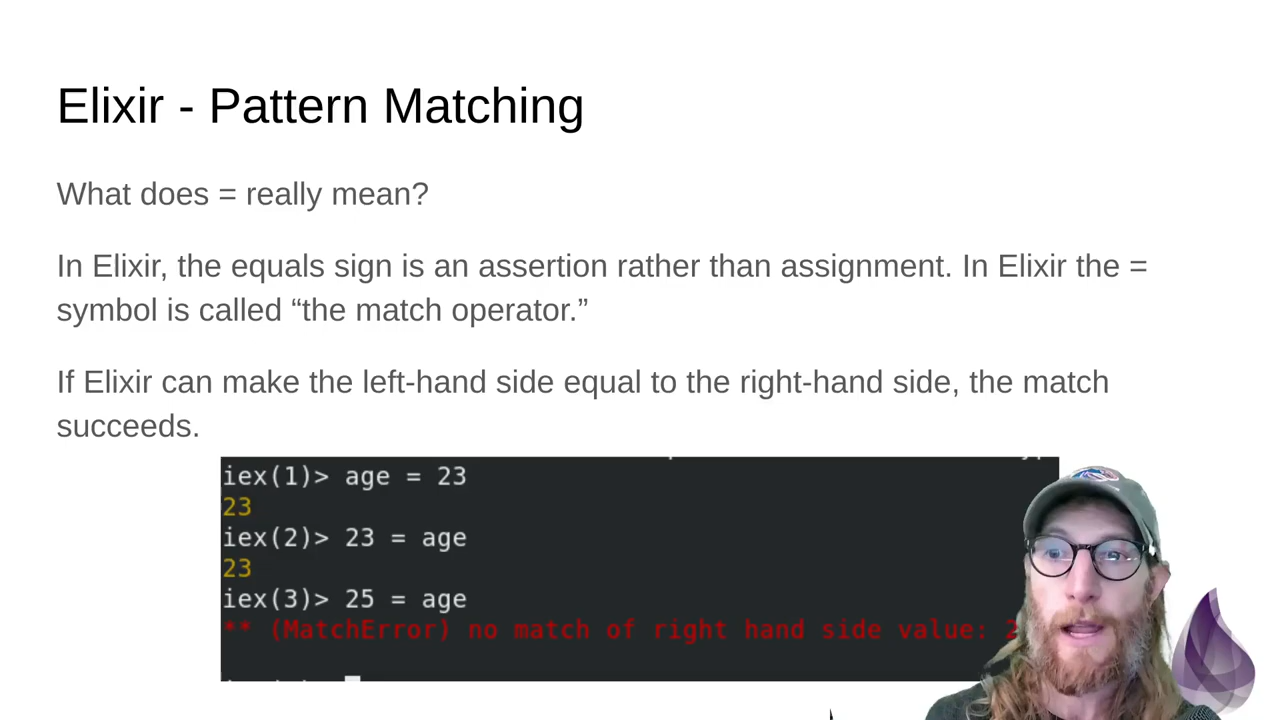 Elixir - Pattern Matching
What does = really mean?
In Elixir, the equals sign is an assertion rather than assignment. In Elixir the =
symbol is called “the match operator.”
If Elixir can make the left-hand side equal to the right-hand side, the match
succeeds.
iex(1)> age = 23
23
iex(2)> 23 = age
23
iex(3)> 25 = age
** (MatchError) no match of right hand side value: